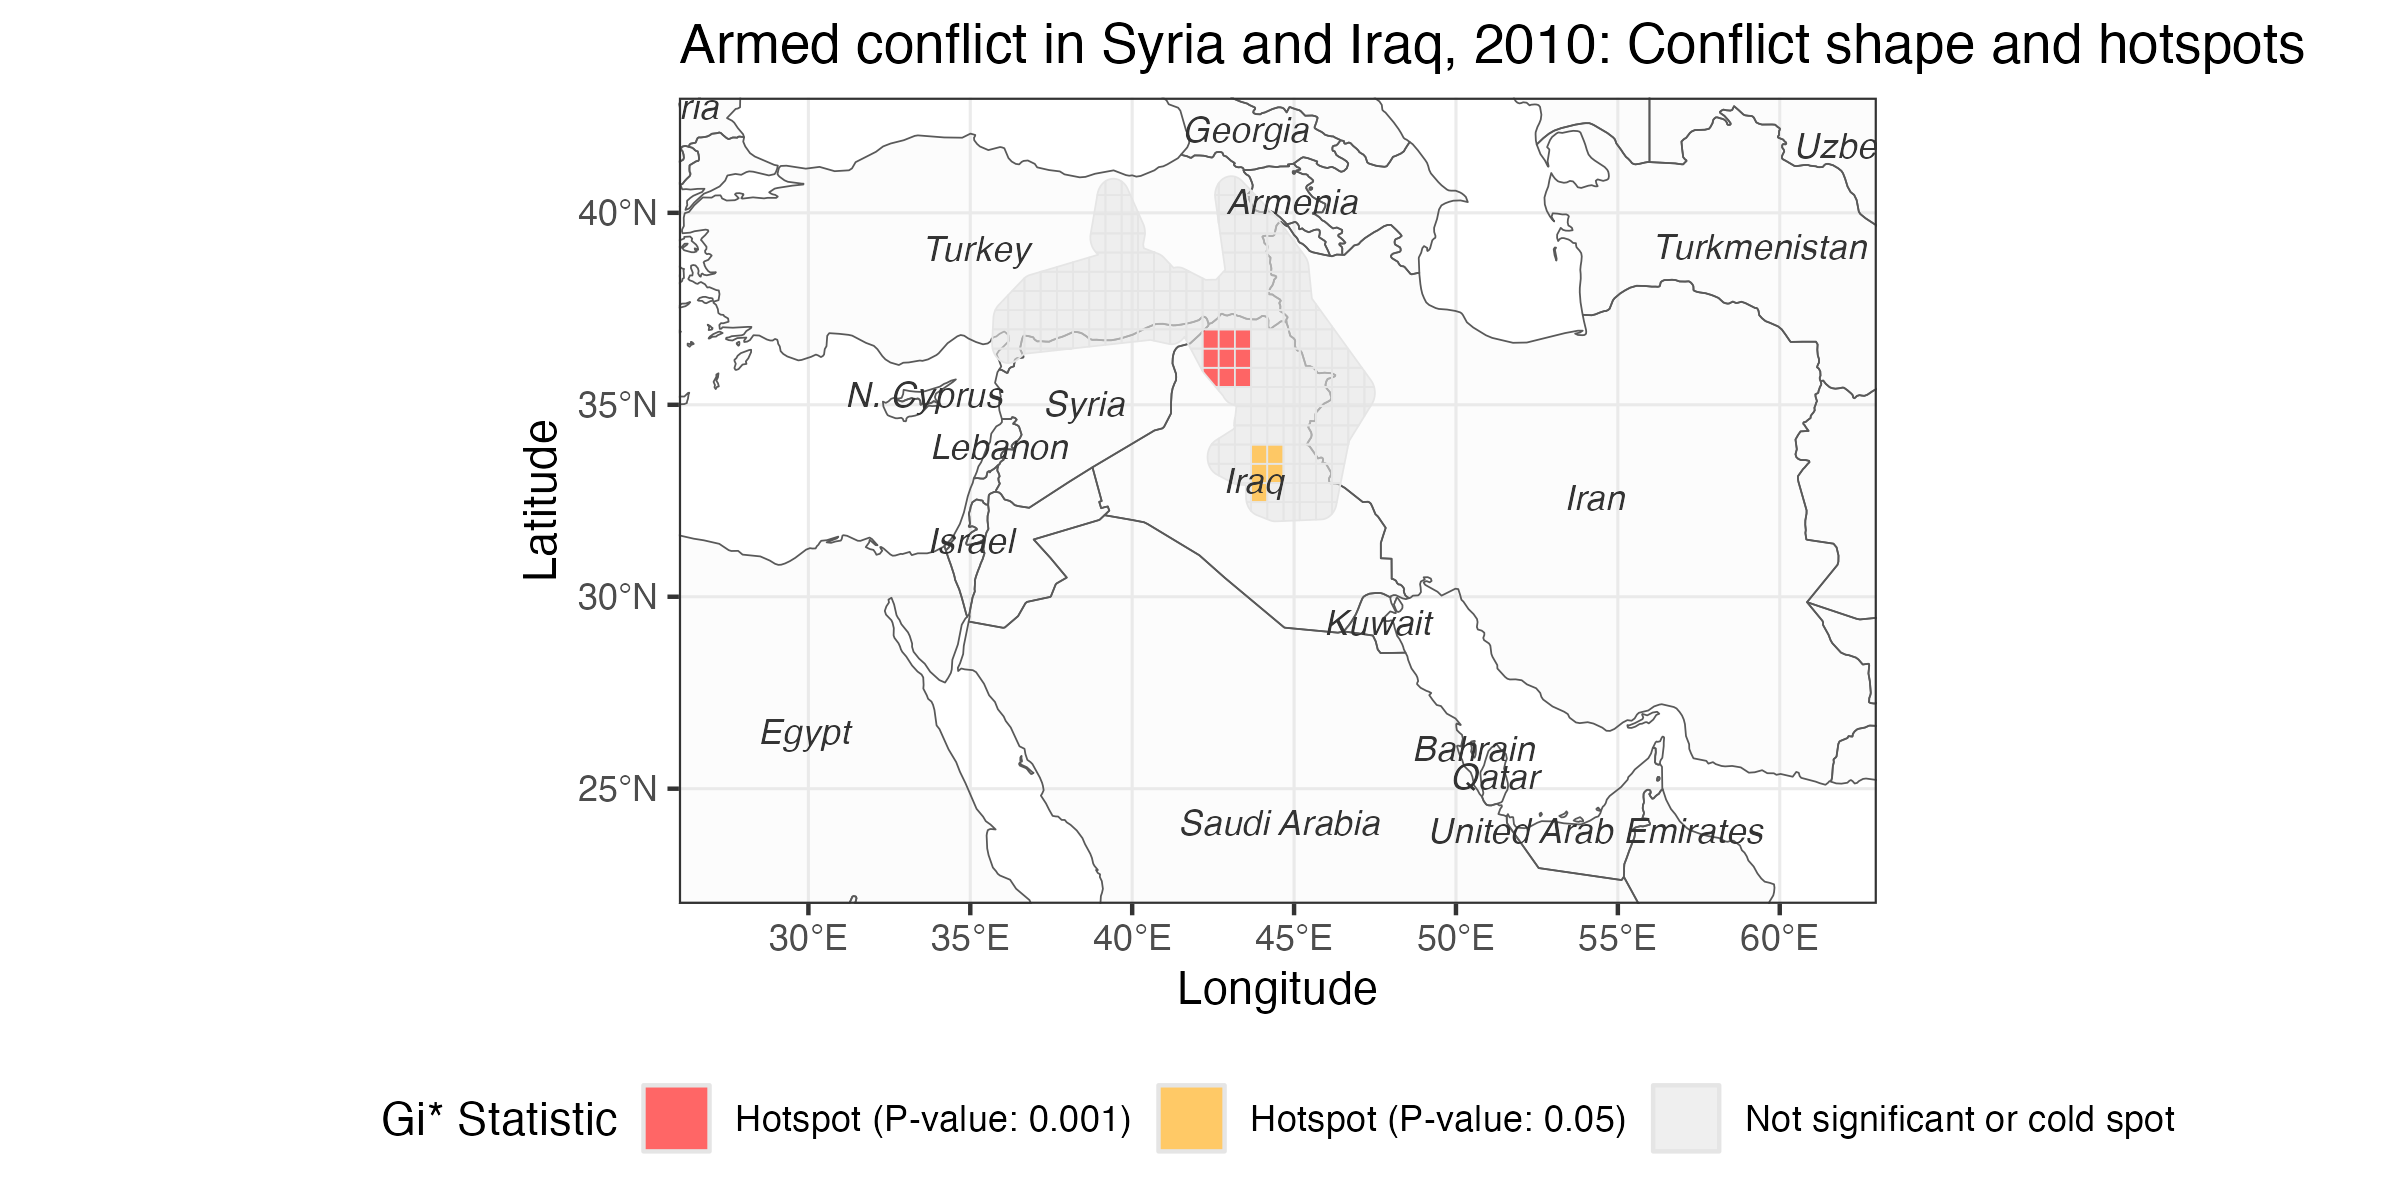 Armed conflict in Syria and Iraq, 2010: Conflict shape and hotspots
ria
Georgia
Uzbe
Armenia
Turkey
Turkmenistan
N. Cyprus
Syria
Lebanon
Iraq
Iran
Israel
Kuwait
Egypt
Bahrain
Qatar
Saudi Arabia
United Arab Emirates
Latitude
40°N
35°N
30°N
25°N
30°E 35°E 40°E 45°E 50°E 55°E 60°E
Longitude
Gi* Statistic Hotspot (P-value: 0.001) Hotspot (P-value: 0.05) Not significant or cold spot